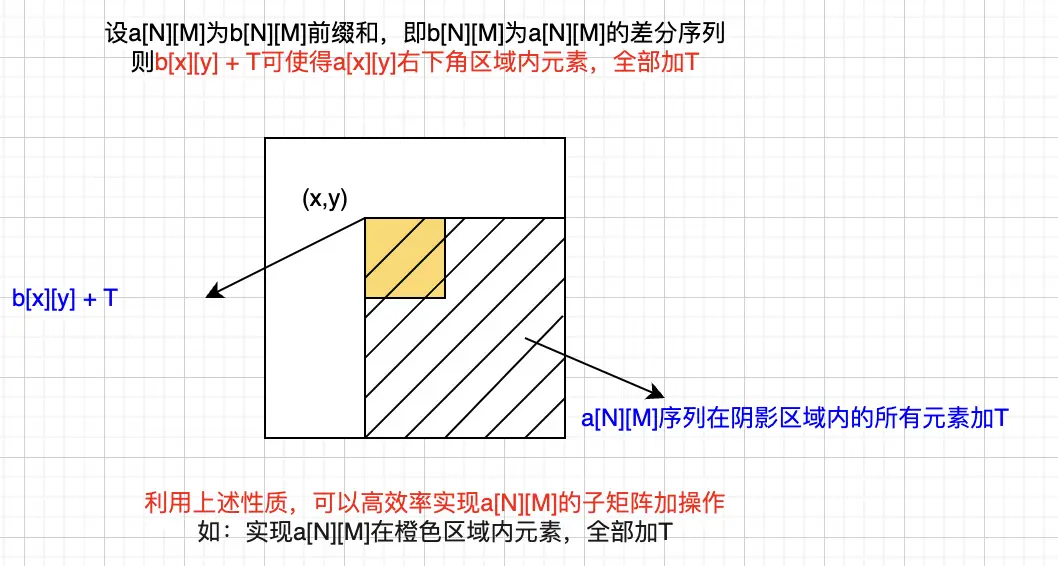 设a[N][M]为b[N][M]前缀和，即b[N][M]为a[N][M]的差分序列
则b[x][y] + T可使得a[x][y]右下角区域内元素，全部加T
(x,y)
b[x][y] + T
a[N][M]序列在阴影区域内的所有元素加T
利用上述性质，可以高效率实现a[N][M]的子矩阵加操作
如：实现a[N][M]在橙色区域内元素，全部加T